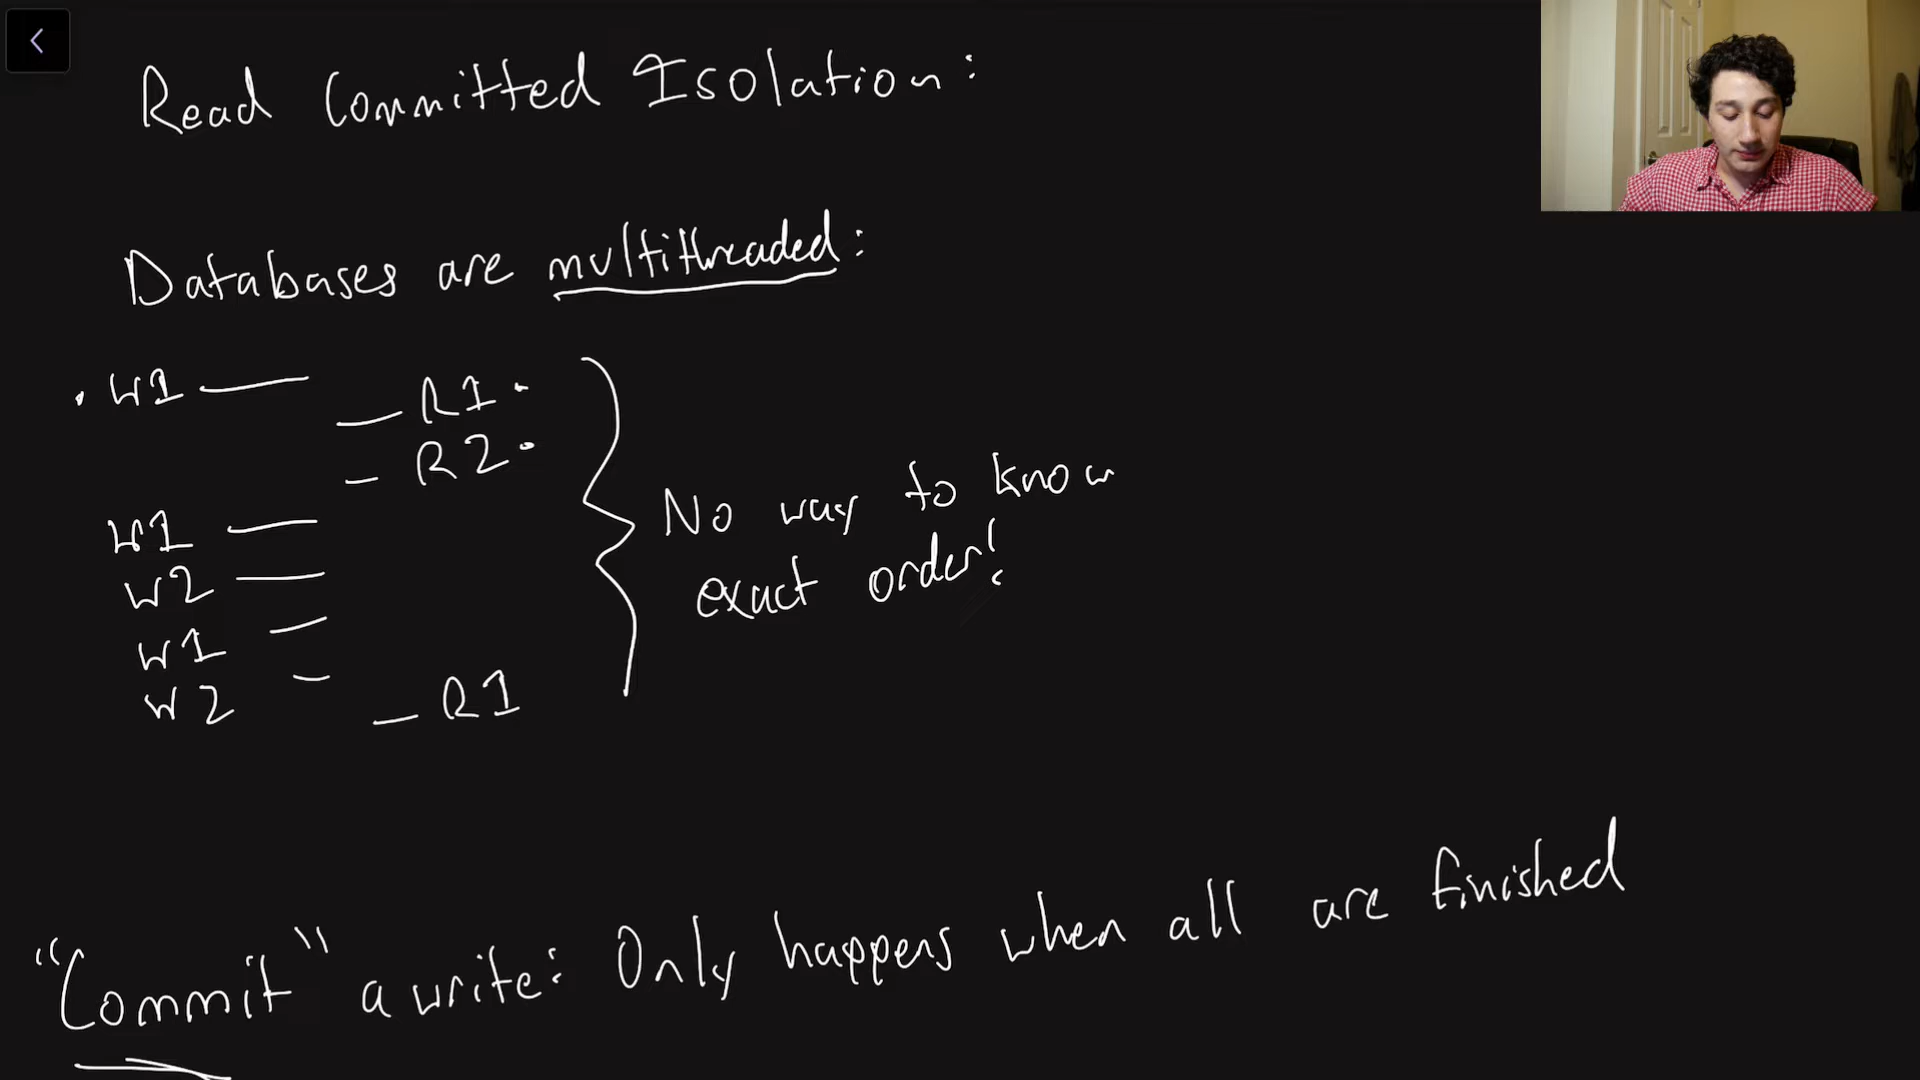 Read Committed Isolation:
Databases are multithreaded:
W1
R1
R2
W1
W2
W1
W2
R1
No way to know
exact order!
"Commit" a write: Only happens when all are finished